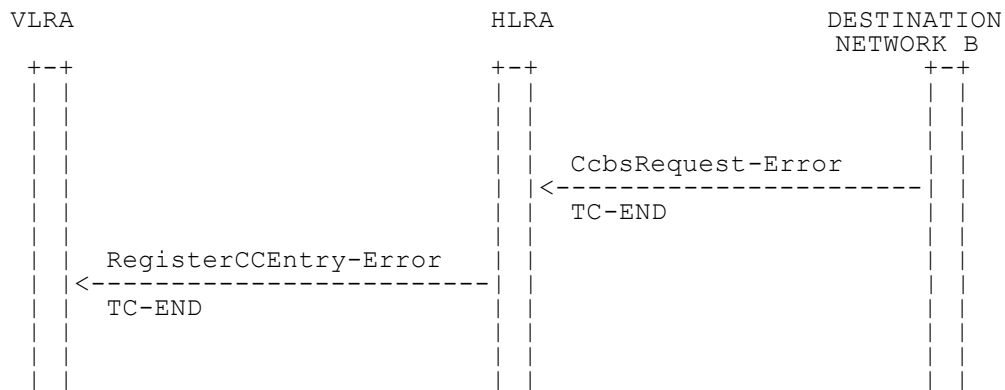 VLRA HLRA DESTINATION
NETWORK B
CcbsRequest-Error
TC-END
RegisterCCEntry-Error
TC-END